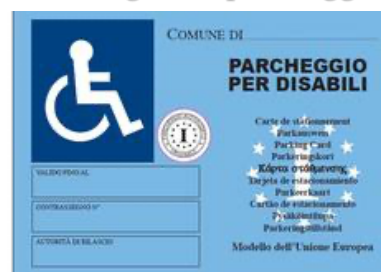 COMUNE DI
PARCHEGGIO
PER DISABILI
I
Carte de stationnement
Parkausweis
Parking Card
Parkeringskort
Κάρτα στάθμευσης
Tarjeta de estacionamiento
Parkeerkaart
Cartão de estacionamento
Pysäköintilupa
Parkeringstillstånd
Modello dell'Unione Europea
VALIDO FINO AL
CONTRASSEGNO N°
AUTORITÀ DI RILASCIO